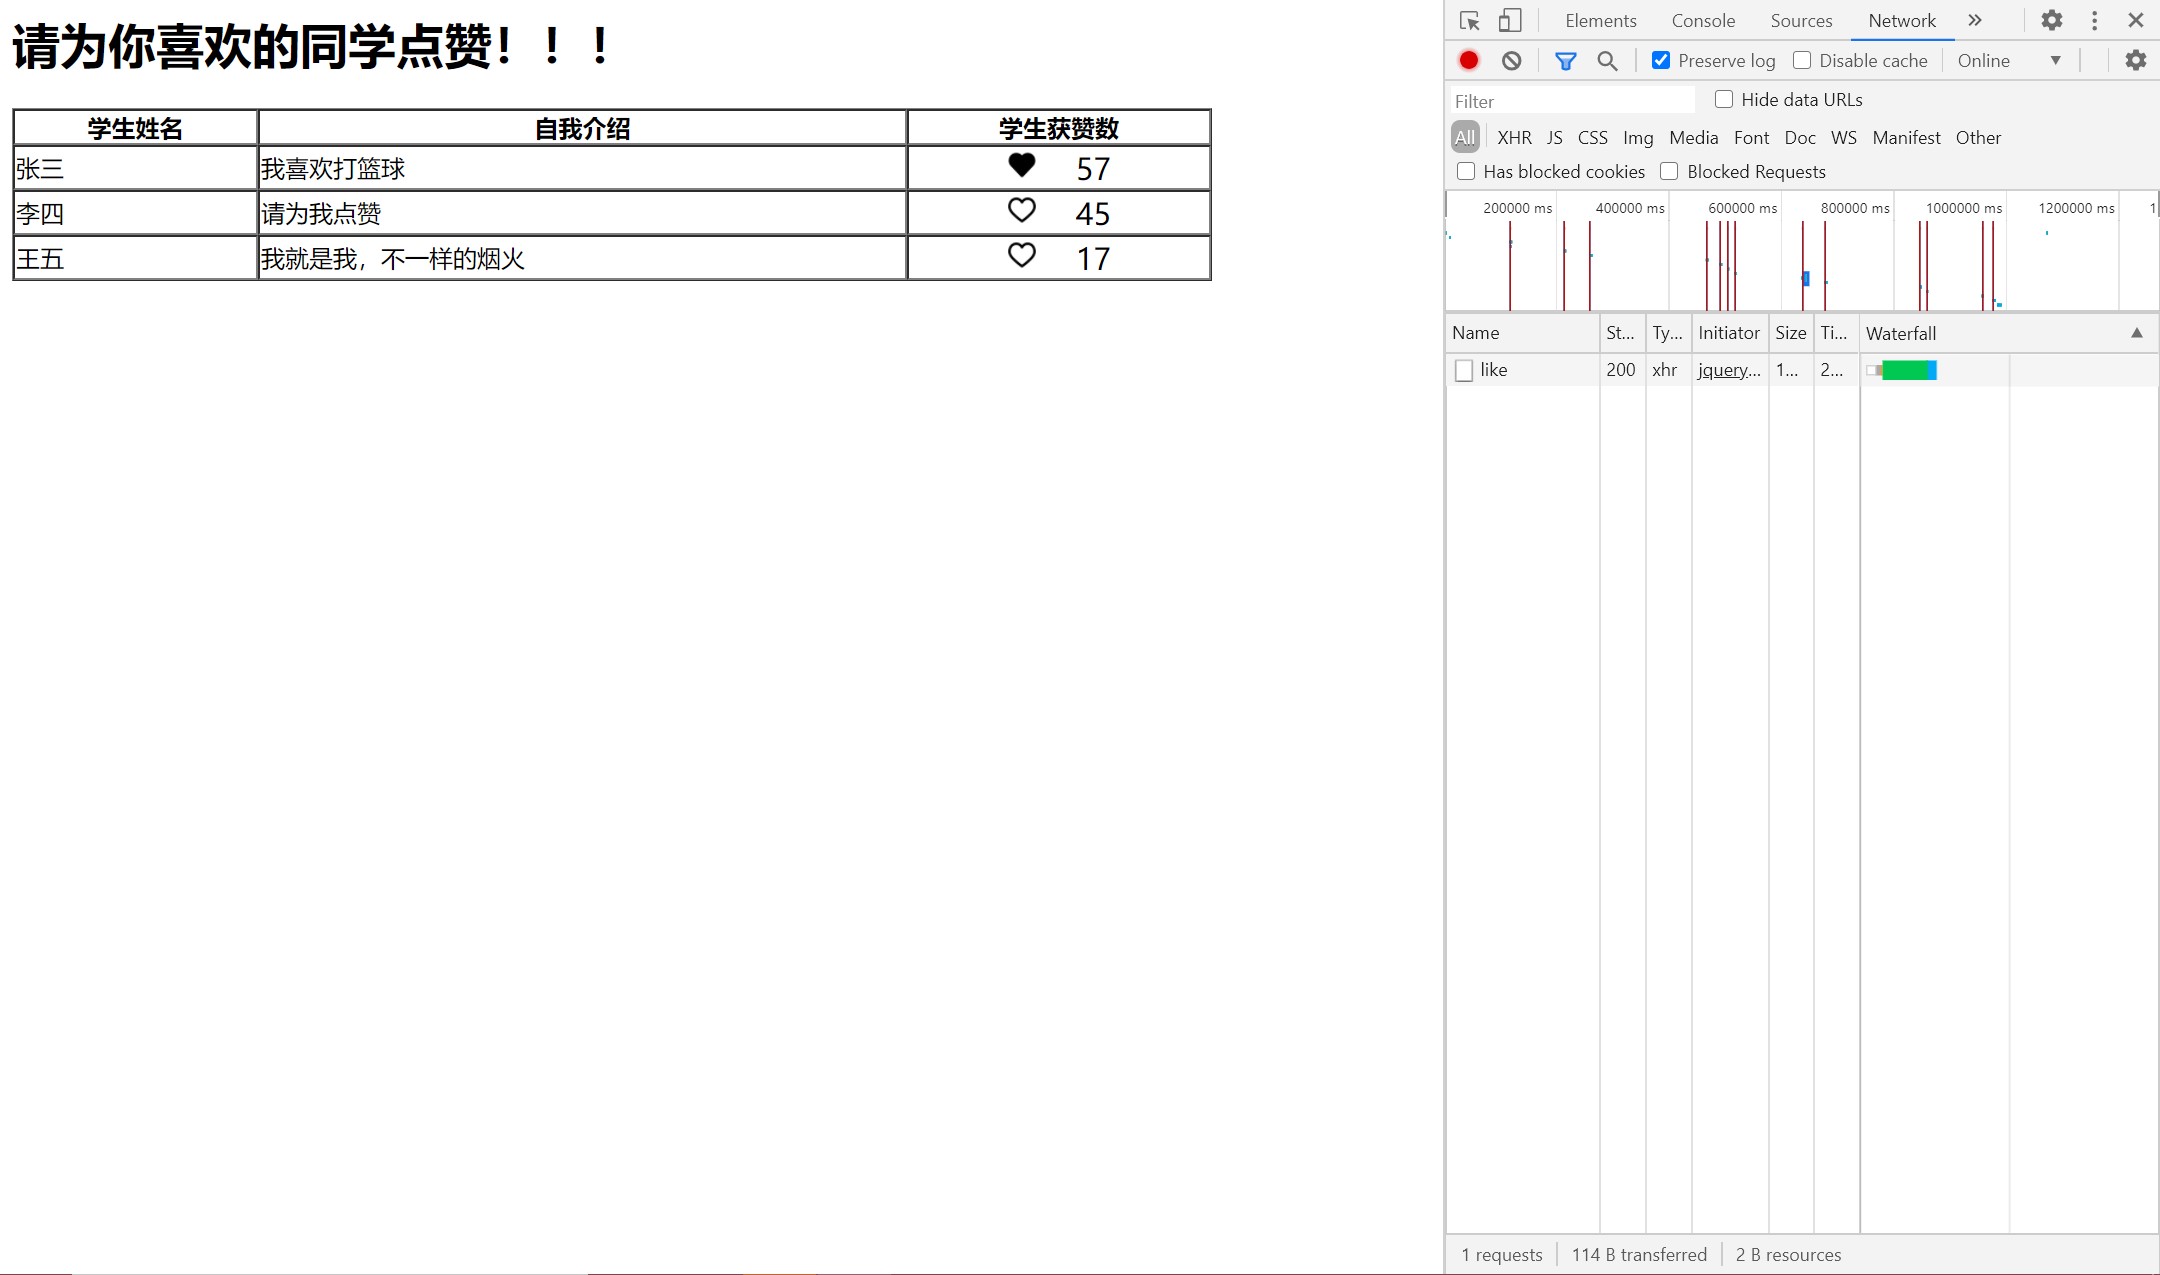 请为你喜欢的同学点赞！！！
学生姓名 自我介绍 学生获赞数
张三 我喜欢打篮球 57
李四 请为我点赞 45
王五 我就是我，不一样的烟火 17
Elements Console Sources Network
Preserve log Disable cache Online
Filter Hide data URLs
All XHR JS CSS Img Media Font Doc WS Manifest Other
Has blocked cookies Blocked Requests
200000 ms 400000 ms 600000 ms 800000 ms 1000000 ms 1200000 ms 1
Name St... Ty... Initiator Size Ti... Waterfall
like 200 xhr jquery... 1... 2...
1 requests 114 B transferred 2 B resources